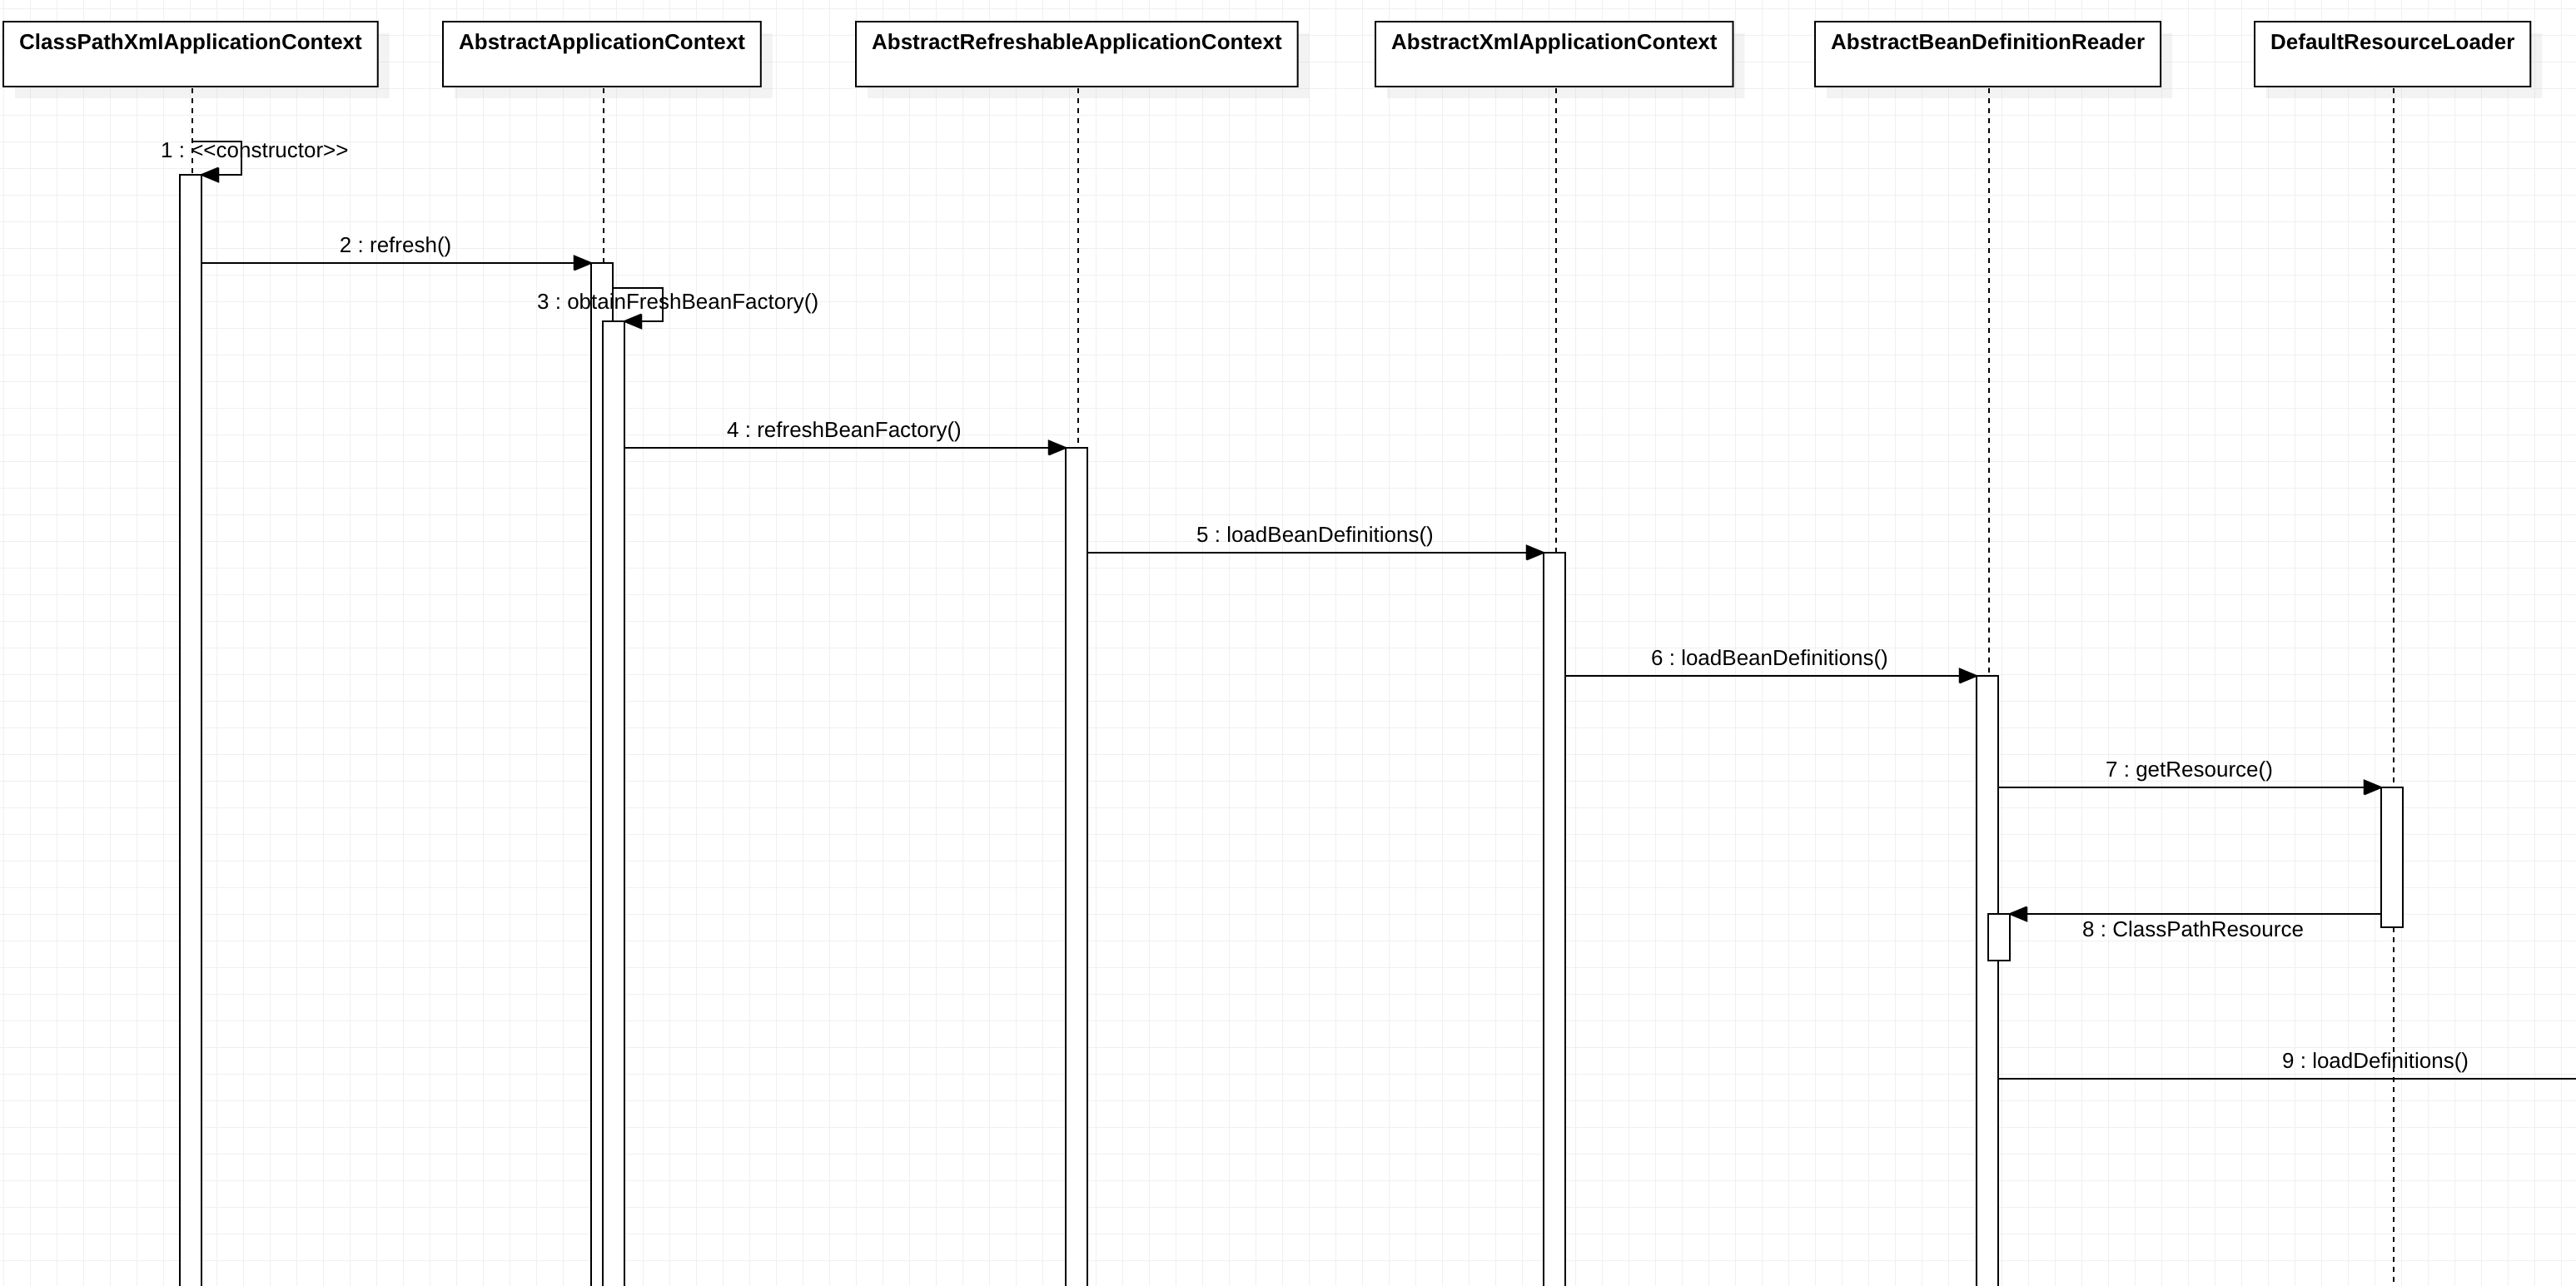 ClassPathXmlApplicationContext
AbstractApplicationContext
AbstractRefreshableApplicationContext
AbstractXmlApplicationContext
AbstractBeanDefinitionReader
DefaultResourceLoader
1 : <<constructor>>
2 : refresh()
3 : obtainFreshBeanFactory()
4 : refreshBeanFactory()
5 : loadBeanDefinitions()
6 : loadBeanDefinitions()
7 : getResource()
8 : ClassPathResource
9 : loadDefinitions()